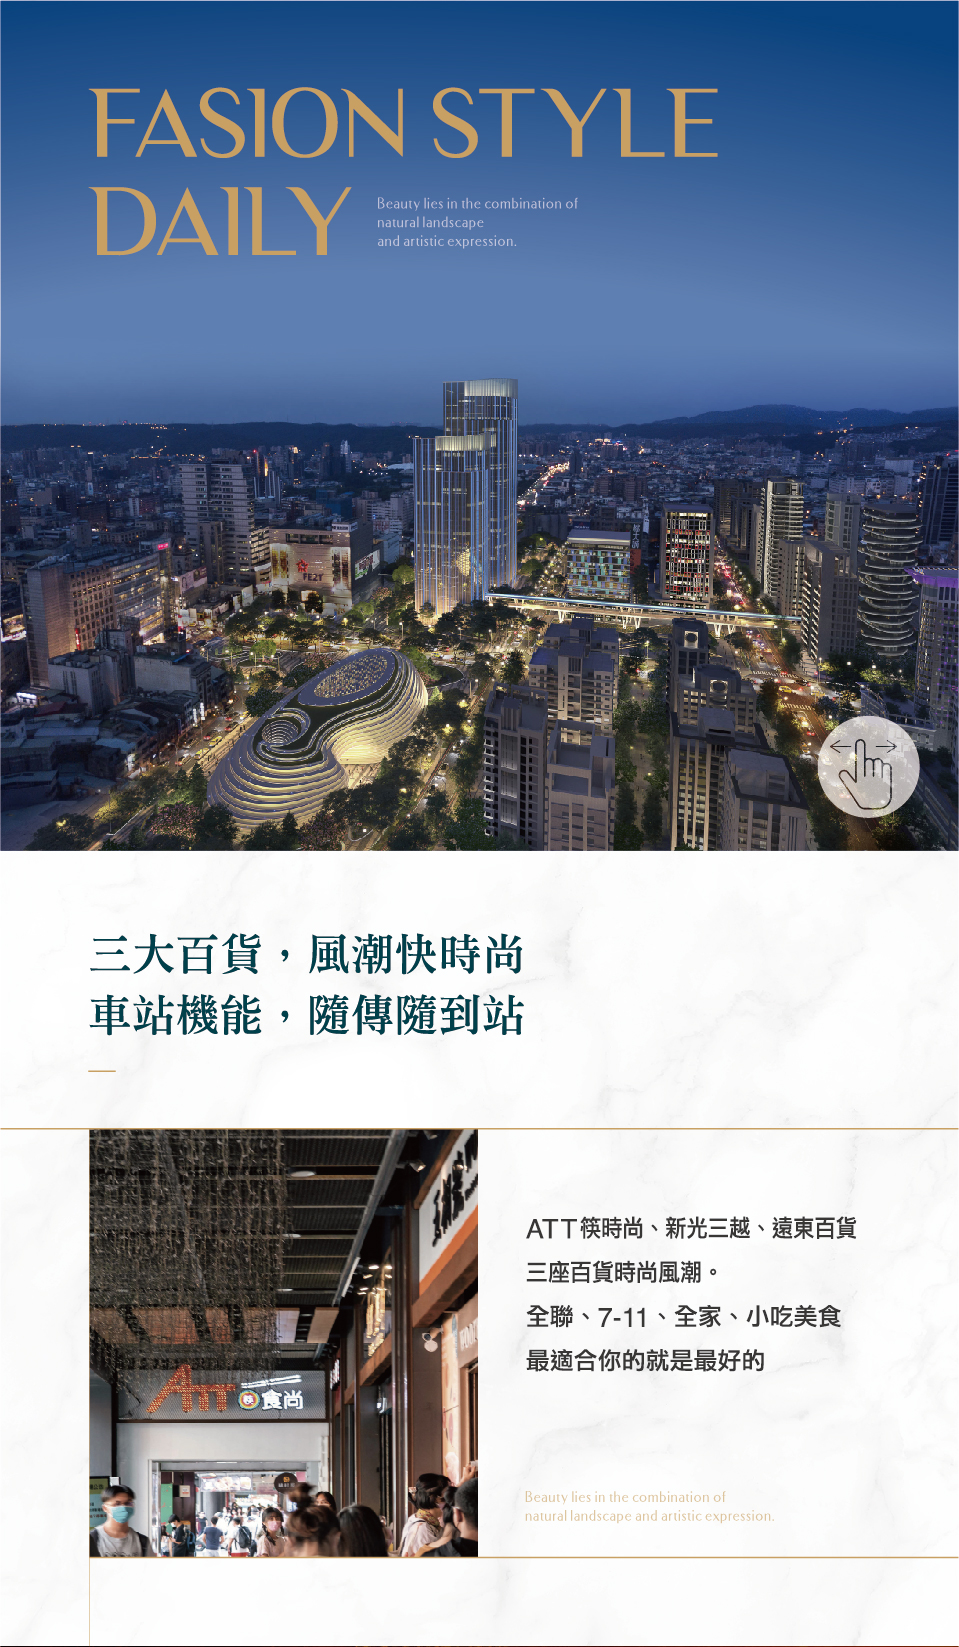 FASION STYLE
DAILY
Beauty lies in the combination of
natural landscape
and artistic expression.
FE21
三大百貨，風潮快時尚
車站機能，隨傳隨到站
ATT筷時尚、新光三越、遠東百貨
三座百貨時尚風潮。
全聯、7-11、全家、小吃美食
最適合你的就是最好的
ATT 筷 食尚
Beauty lies in the combination of
natural landscape and artistic expression.